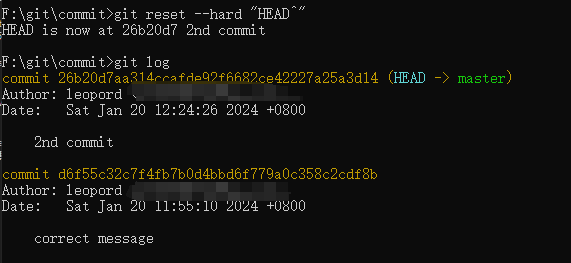 F:\git\commit>git reset --hard "HEAD^"
HEAD is now at 26b20d7 2nd commit
F:\git\commit>git log
commit 26b20d7aa314ccafde92f6682ce42227a25a3d14 (HEAD -> master)
Author: leopord
Date:   Sat Jan 20 12:24:26 2024 +0800
2nd commit
commit d6f55c32c7f4fb7b0d4bbd6f779a0c358c2cdf8b
Author: leopord
Date:   Sat Jan 20 11:55:10 2024 +0800
correct message